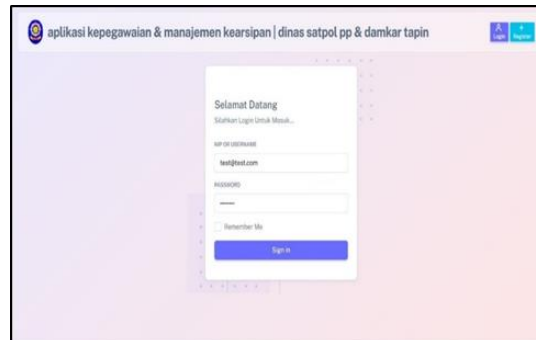 aplikasi kepegawaian & manajemen kearsipan | dinas satpol pp & damkar tapin
Login
Register
Selamat Datang
Silahkan Login Untuk Masuk...
NIP OR USERNAME
test@test.com
PASSWORD
Remember Me
Sign in